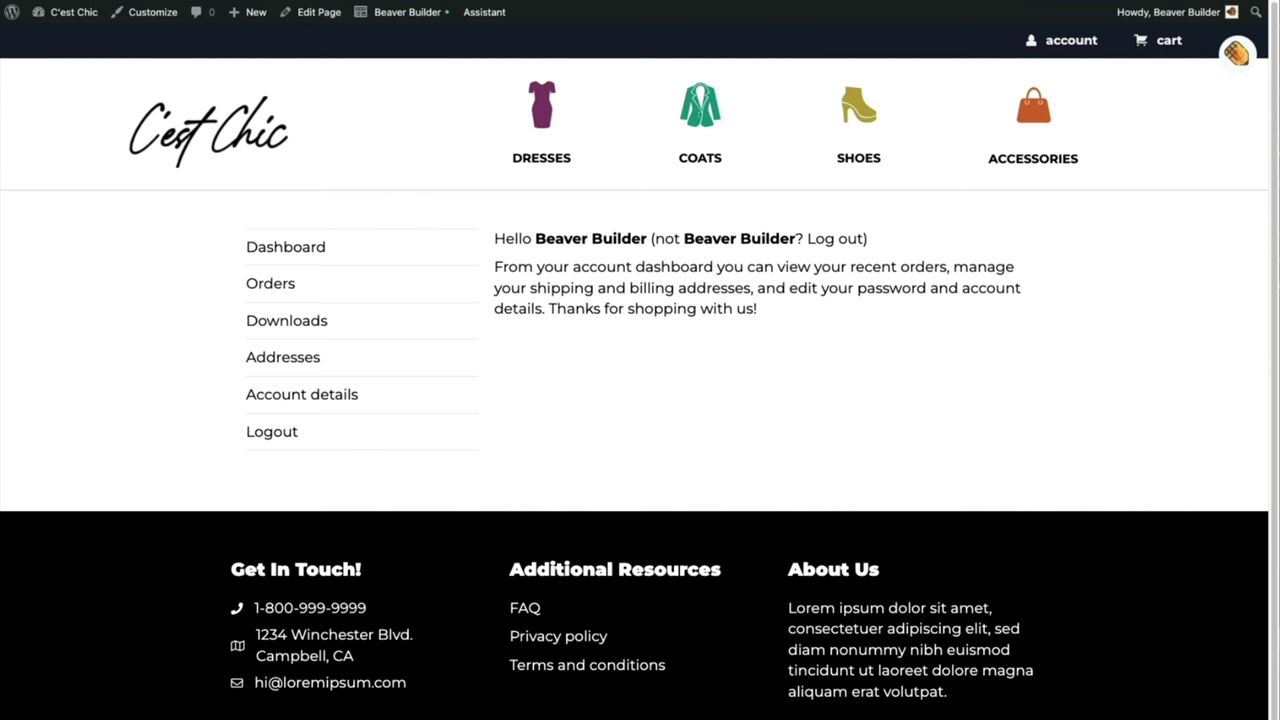 C'est Chic Customize 0 New Edit Page Beaver Builder Assistant Howdy, Beaver Builder
account cart
C'est Chic
DRESSES COATS SHOES ACCESSORIES
Dashboard
Orders
Downloads
Addresses
Account details
Logout
Hello Beaver Builder (not Beaver Builder? Log out)
From your account dashboard you can view your recent orders, manage
your shipping and billing addresses, and edit your password and account
details. Thanks for shopping with us!
Get In Touch!
1-800-999-9999
1234 Winchester Blvd.
Campbell, CA
hi@loremipsum.com
Additional Resources
FAQ
Privacy policy
Terms and conditions
About Us
Lorem ipsum dolor sit amet,
consectetuer adipiscing elit, sed
diam nonummy nibh euismod
tincidunt ut laoreet dolore magna
aliquam erat volutpat.